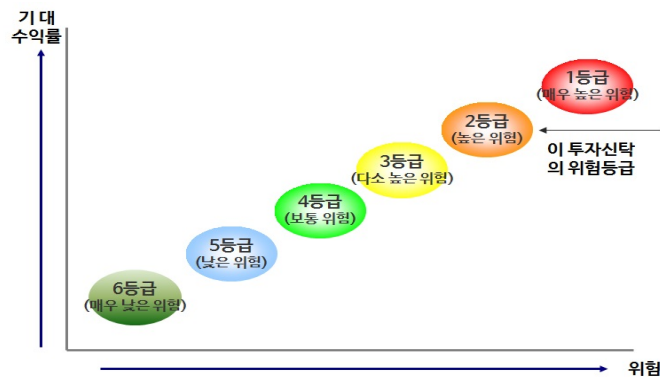 기 대
수익률
1등급
(매우 높은 위험)
2등급
(높은 위험)
이 투자신탁
의 위험등급
3등급
(다소 높은 위험)
4등급
(보통 위험)
5등급
(낮은 위험)
6등급
(매우 낮은 위험)
위험